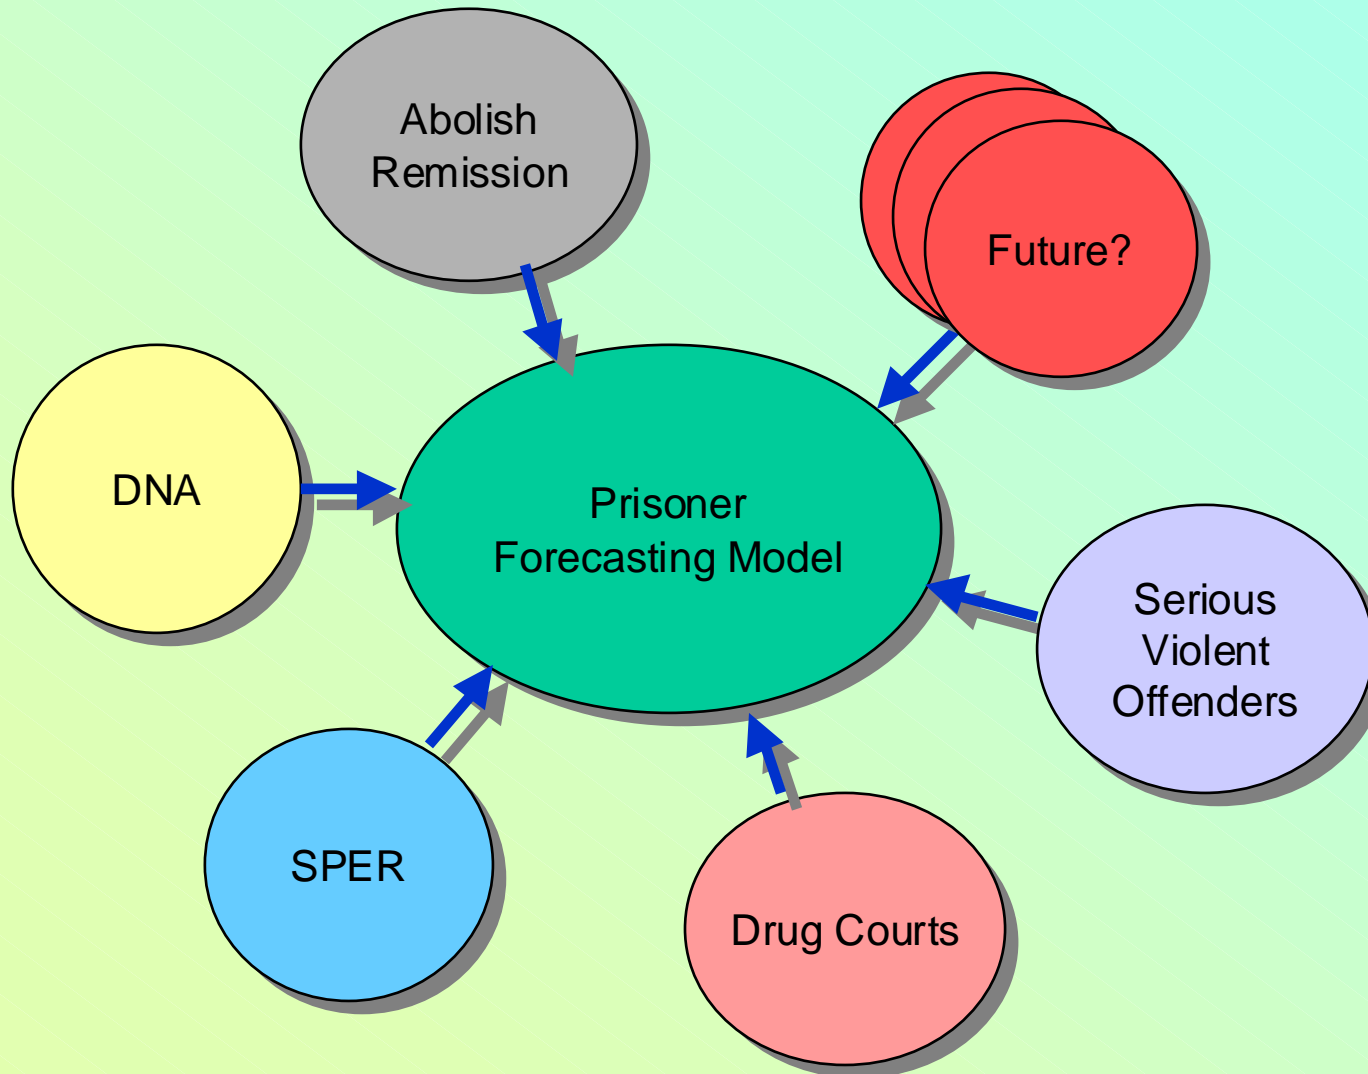 Abolish
Remission
Future?
DNA
Prisoner
Forecasting Model
Serious
Violent
Offenders
SPER
Drug Courts